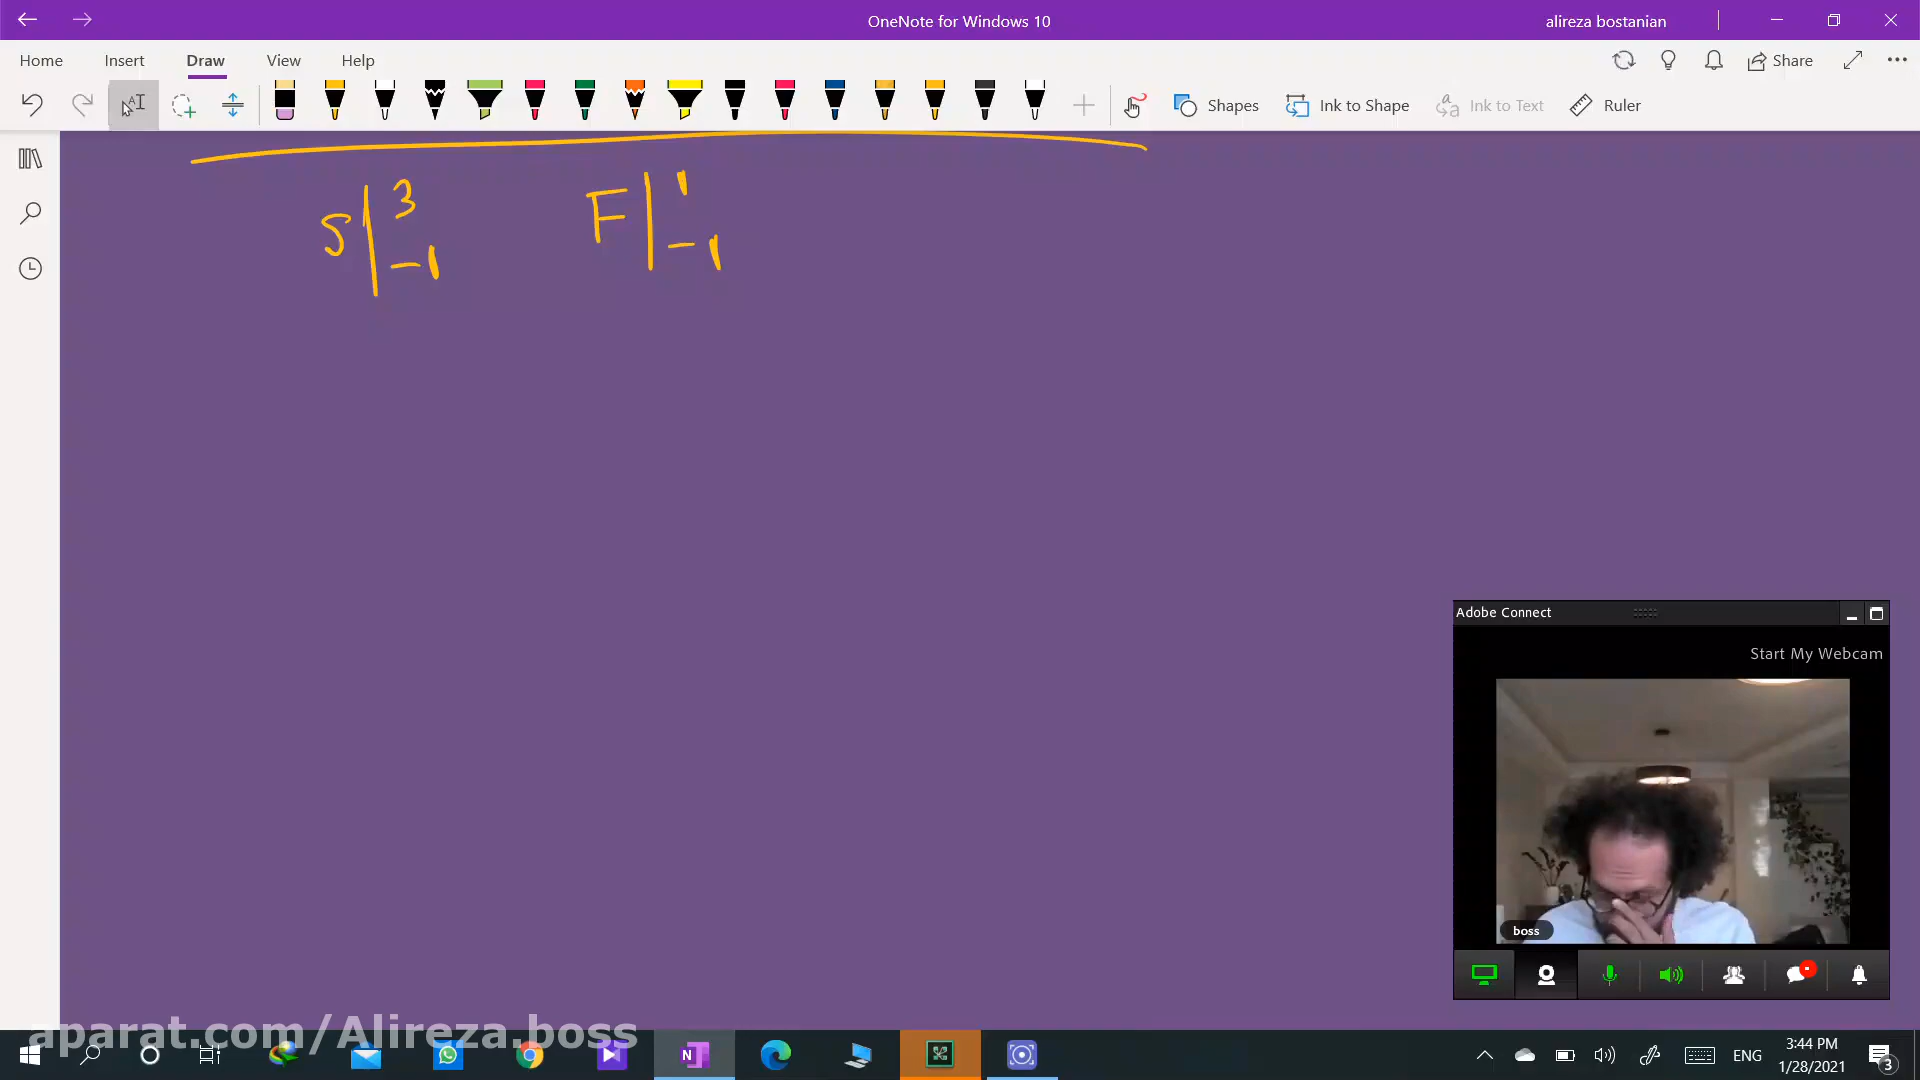 OneNote for Windows 10
alireza bostanian
Home Insert Draw View Help
Share
Shapes Ink to Shape Ink to Text Ruler
S | 3
-1
F | 1
-1
Adobe Connect
Start My Webcam
boss
aparat.com/Alireza.boss
ENG
3:44 PM
1/28/2021
3